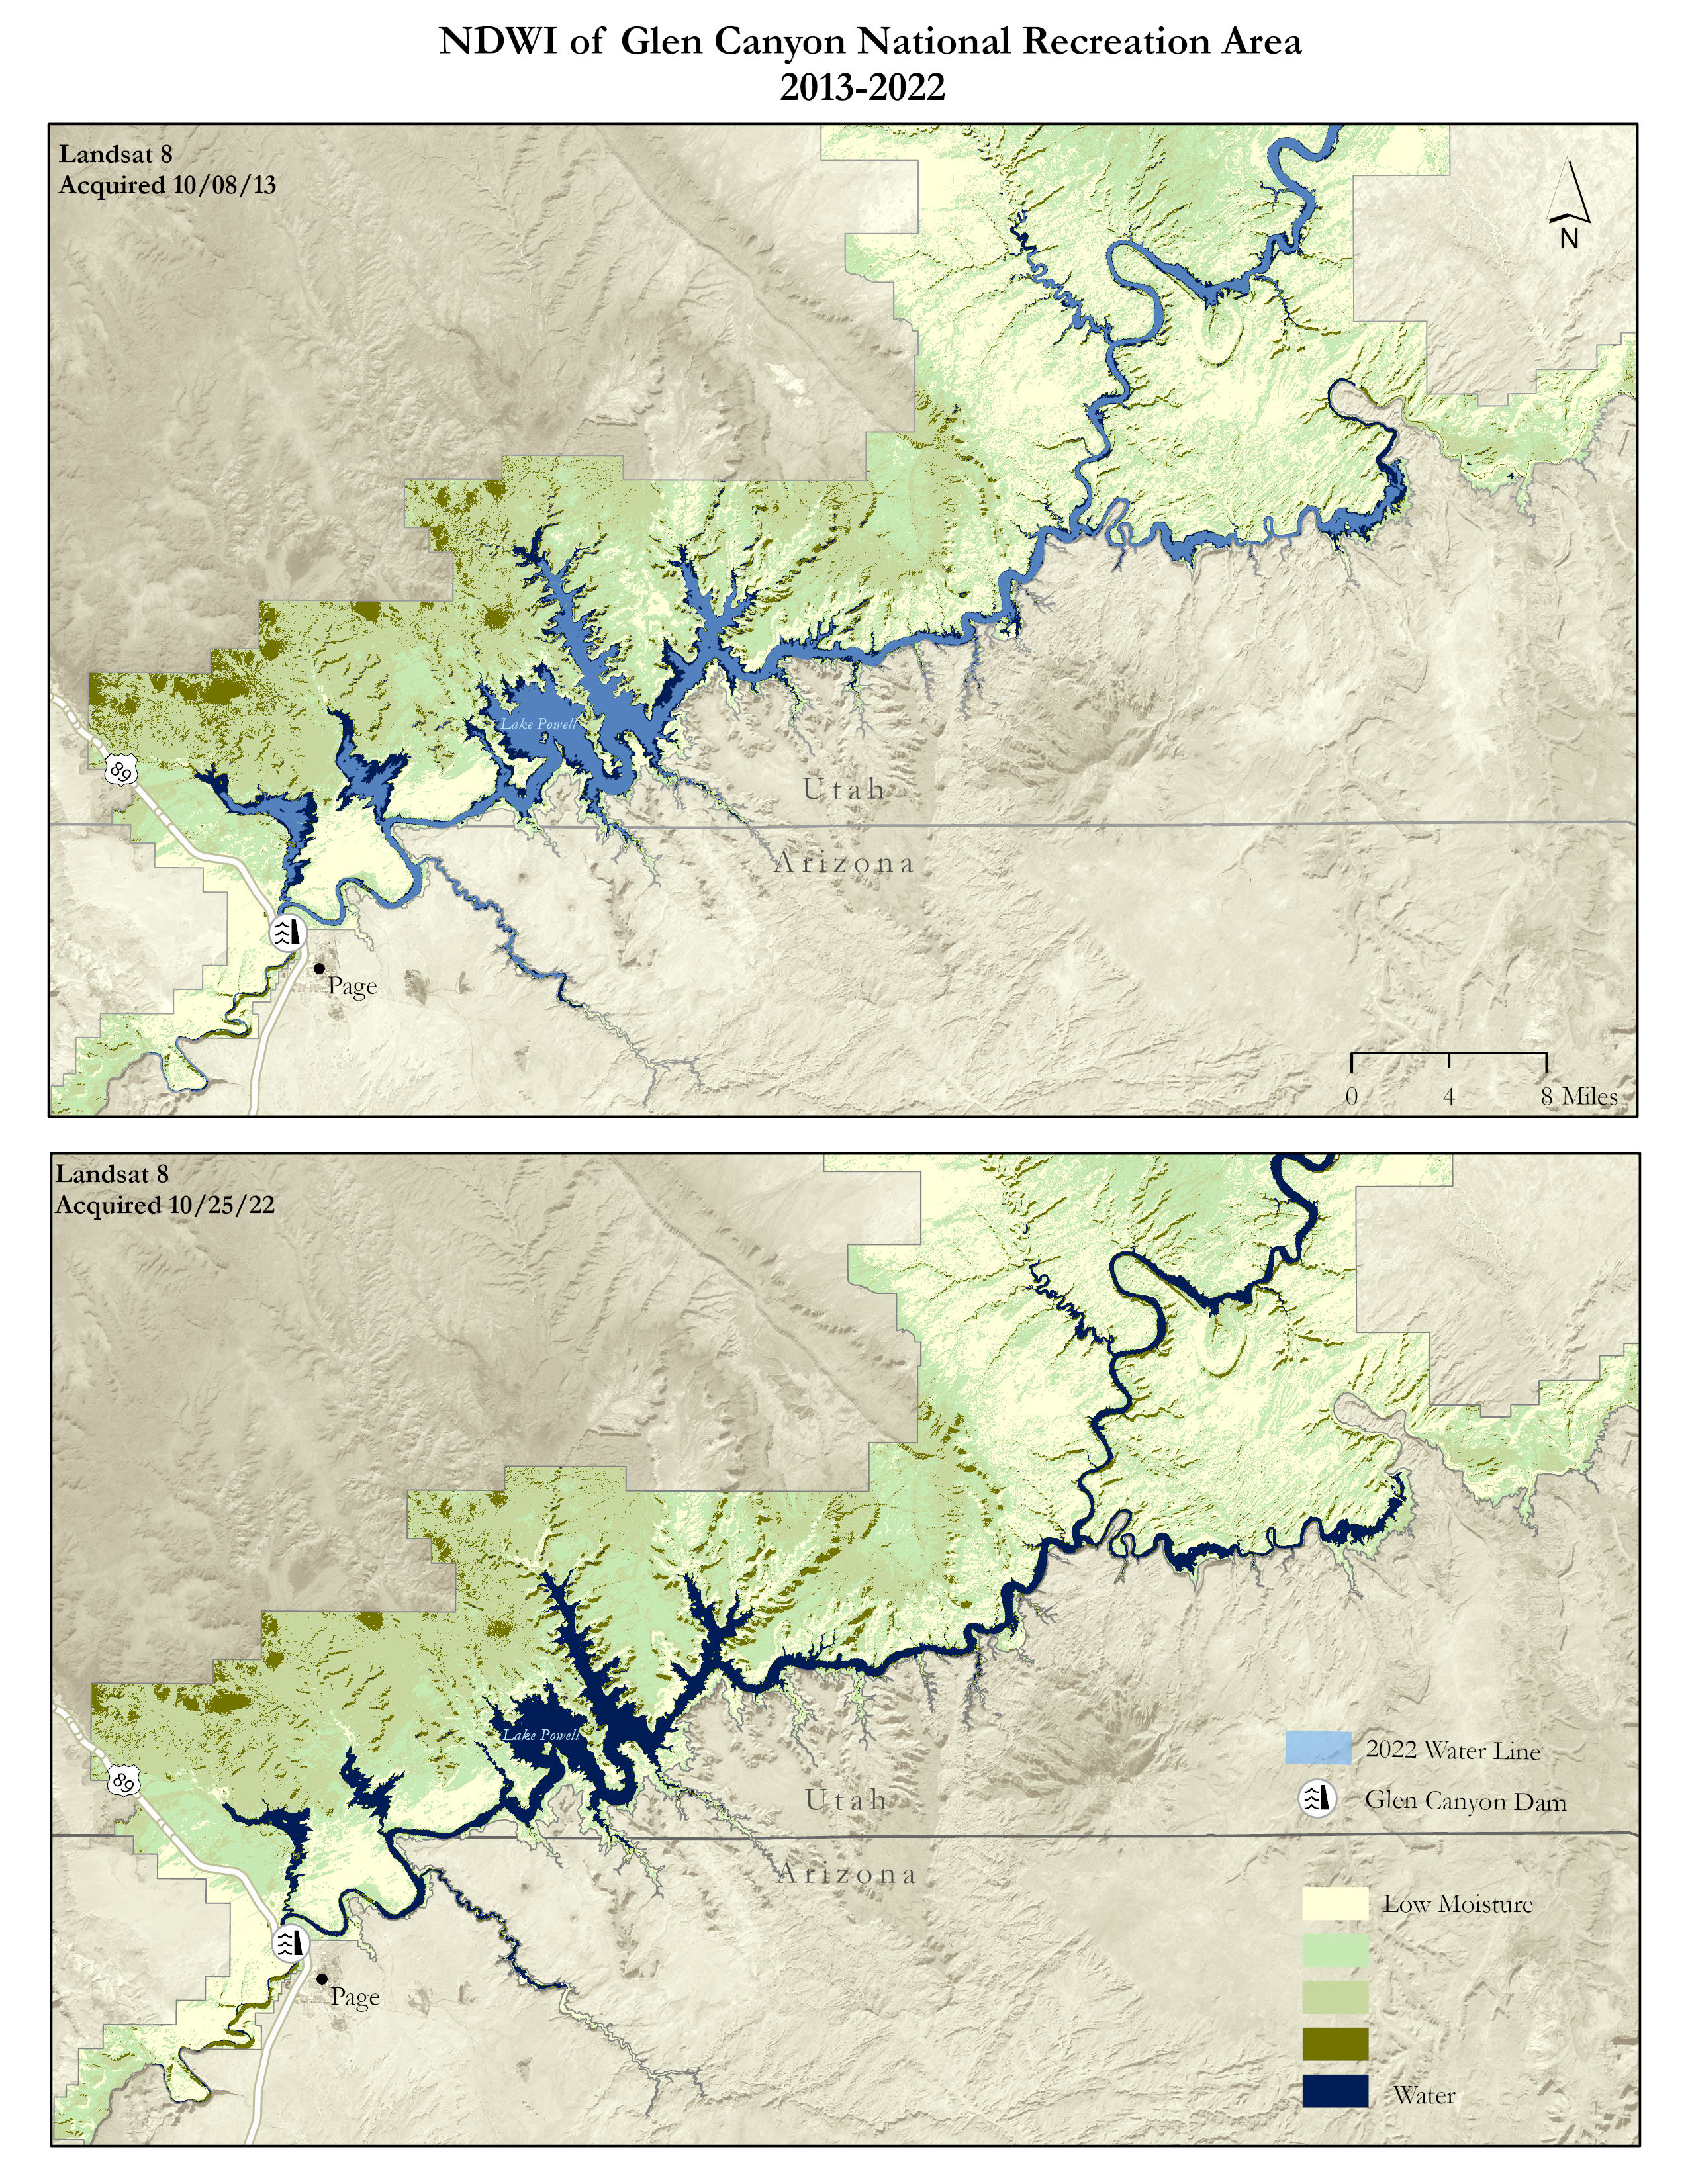 NDWI of Glen Canyon National Recreation Area
2013-2022
Landsat 8
Acquired 10/08/13
N
Lake Powell
89
Utah
Arizona
Page
0 4 8 Miles
Landsat 8
Acquired 10/25/22
Lake Powell
2022 Water Line
89
Utah
Glen Canyon Dam
Arizona
Low Moisture
Page
Water